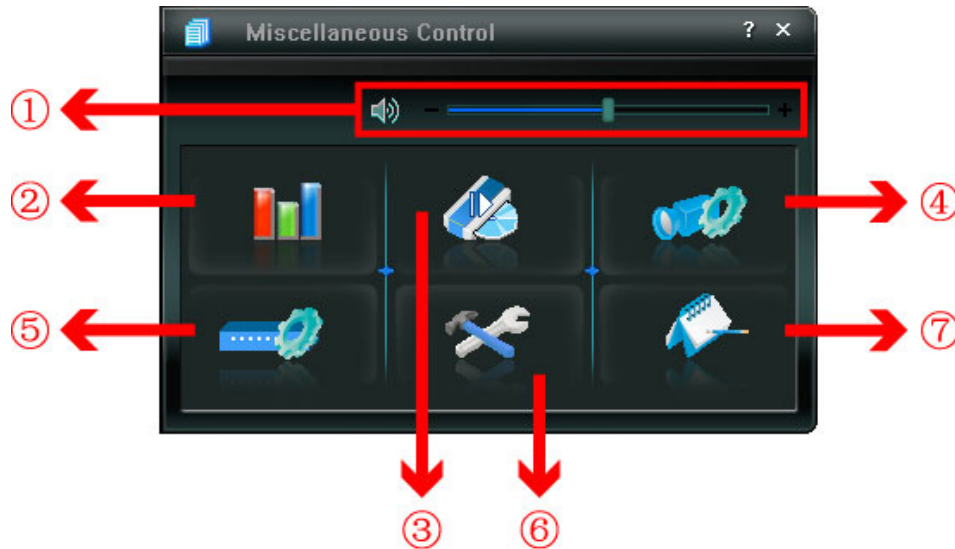 Miscellaneous Control ? ×
① − +
② ④
⑤ ⑦
③ ⑥